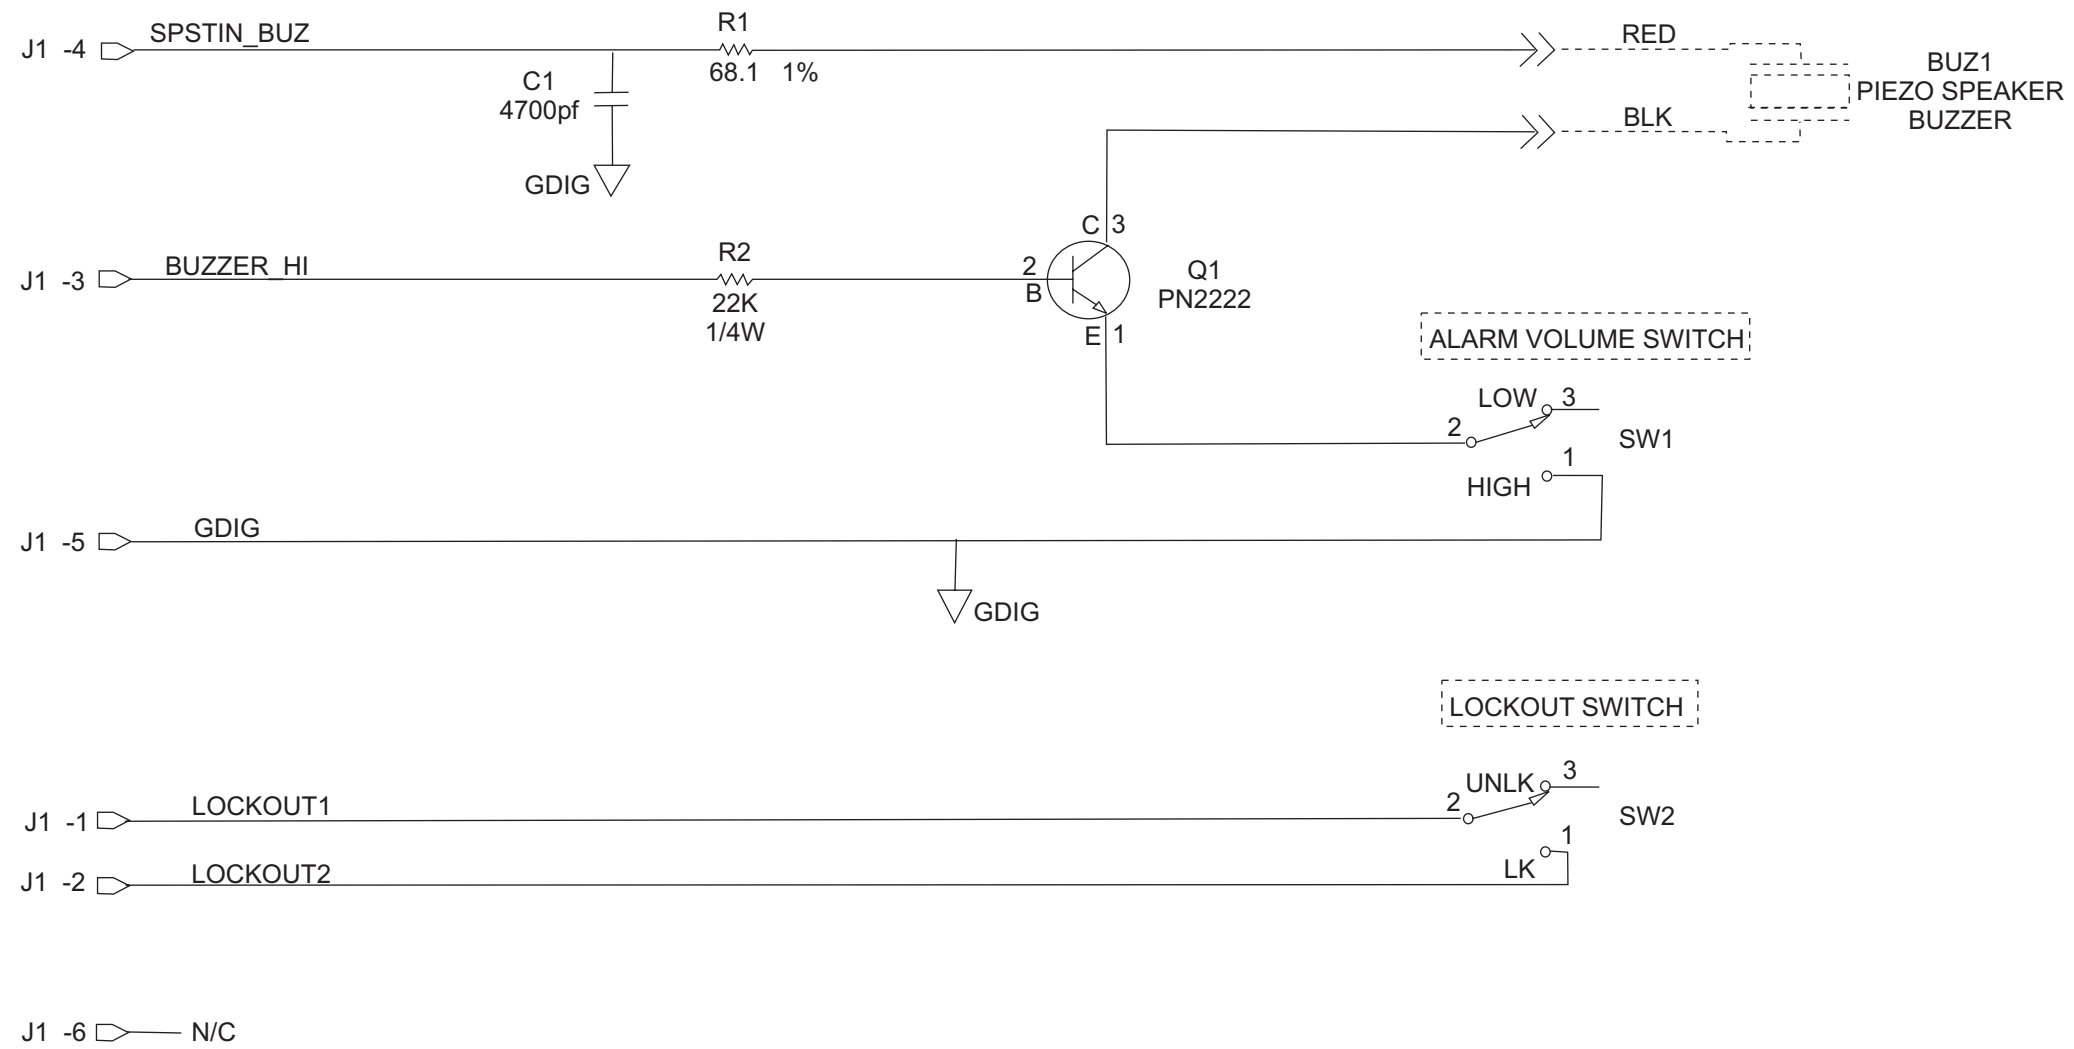 J1 -4
SPSTIN_BUZ
R1
68.1 1%
C1
4700pf
GDIG
RED
BLK
BUZ1
PIEZO SPEAKER
BUZZER
J1 -3
BUZZER_HI
R2
22K
1/4W
C 3
2
B
E 1
Q1
PN2222
ALARM VOLUME SWITCH
LOW 3
2
SW1
1
HIGH
J1 -5
GDIG
GDIG
LOCKOUT SWITCH
UNLK 3
2
SW2
1
LK
J1 -1
LOCKOUT1
J1 -2
LOCKOUT2
J1 -6
N/C